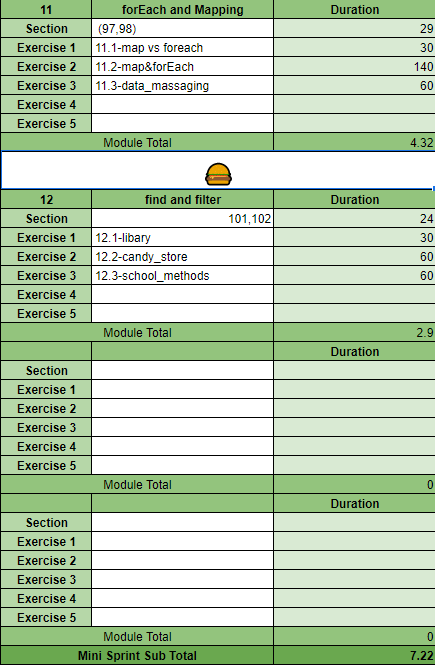 11 forEach and Mapping Duration
Section (97,98) 29
Exercise 1 11.1-map vs foreach 30
Exercise 2 11.2-map&forEach 140
Exercise 3 11.3-data_massaging 60
Exercise 4
Exercise 5
Module Total 4.32
12 find and filter Duration
Section 101,102 24
Exercise 1 12.1-libary 30
Exercise 2 12.2-candy_store 60
Exercise 3 12.3-school_methods 60
Exercise 4
Exercise 5
Module Total 2.9
Duration
Section
Exercise 1
Exercise 2
Exercise 3
Exercise 4
Exercise 5
Module Total 0
Duration
Section
Exercise 1
Exercise 2
Exercise 3
Exercise 4
Exercise 5
Module Total 0
Mini Sprint Sub Total 7.22